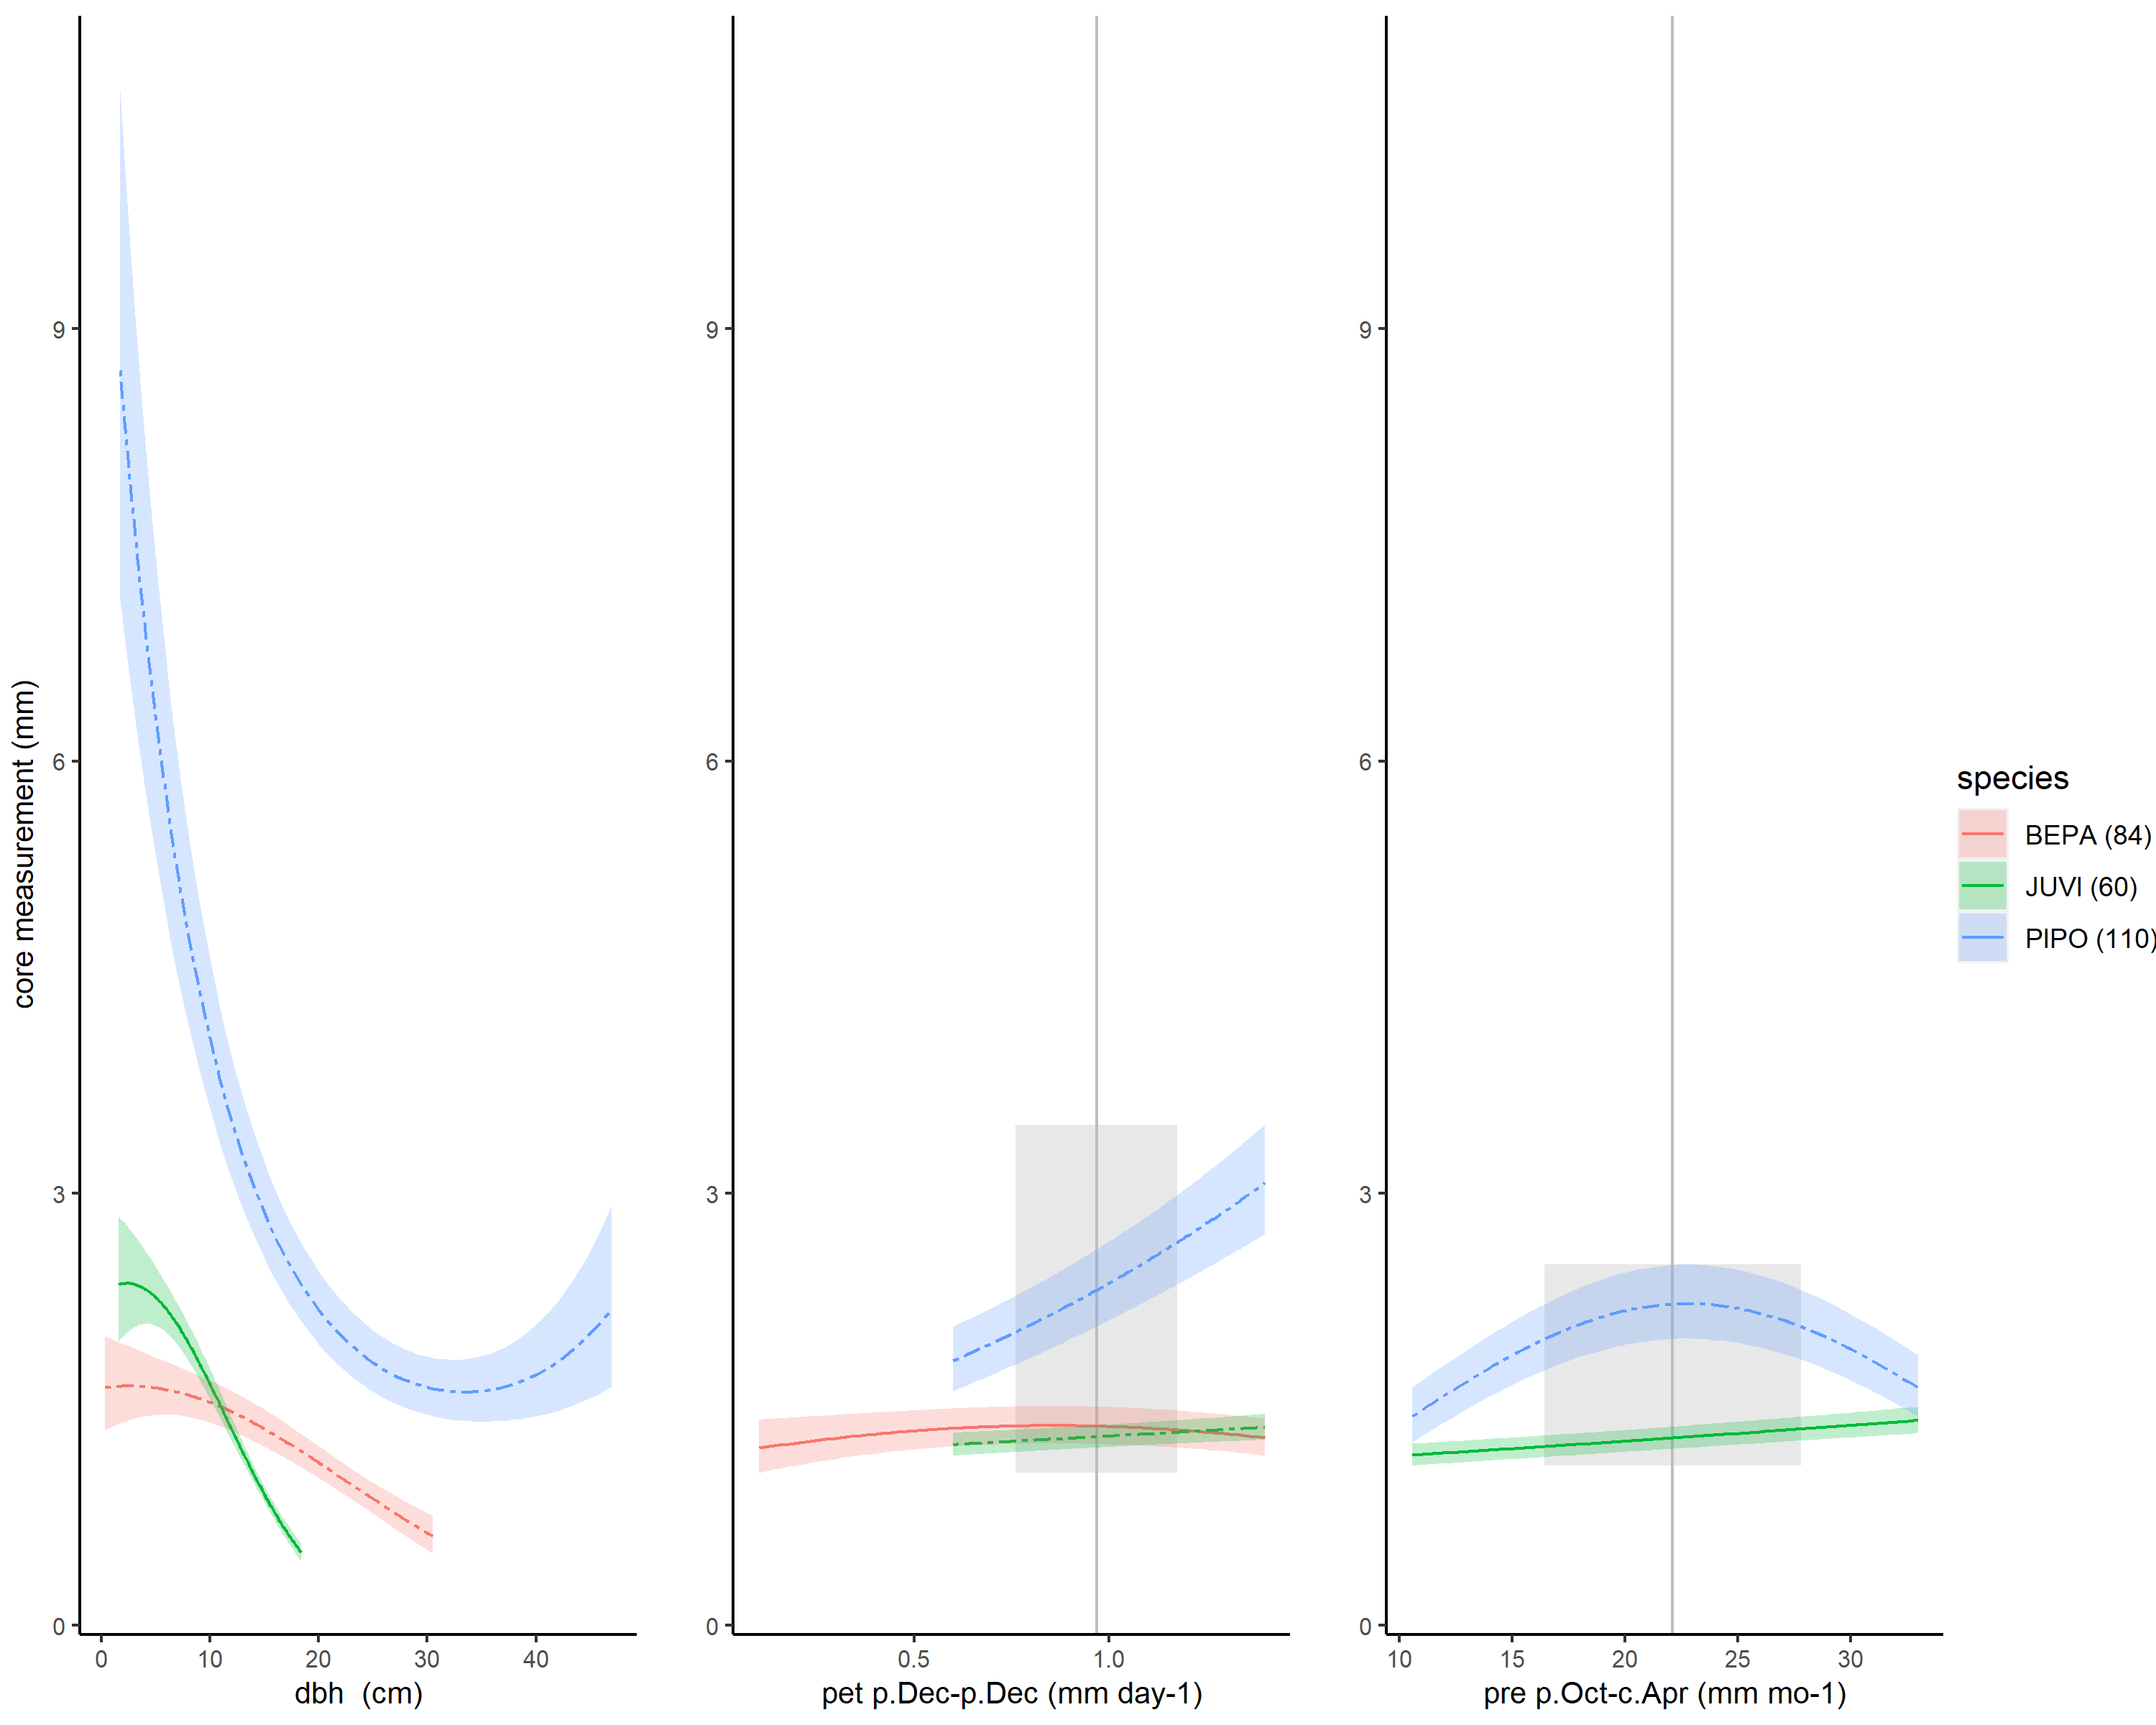 core measurement (mm)
9
6
3
0
0 10 20 30 40
dbh  (cm)
9
6
3
0
0.5 1.0
pet p.Dec-p.Dec (mm day-1)
9
6
3
0
10 15 20 25 30
pre p.Oct-c.Apr (mm mo-1)
species
BEPA (84)
JUVI (60)
PIPO (110)